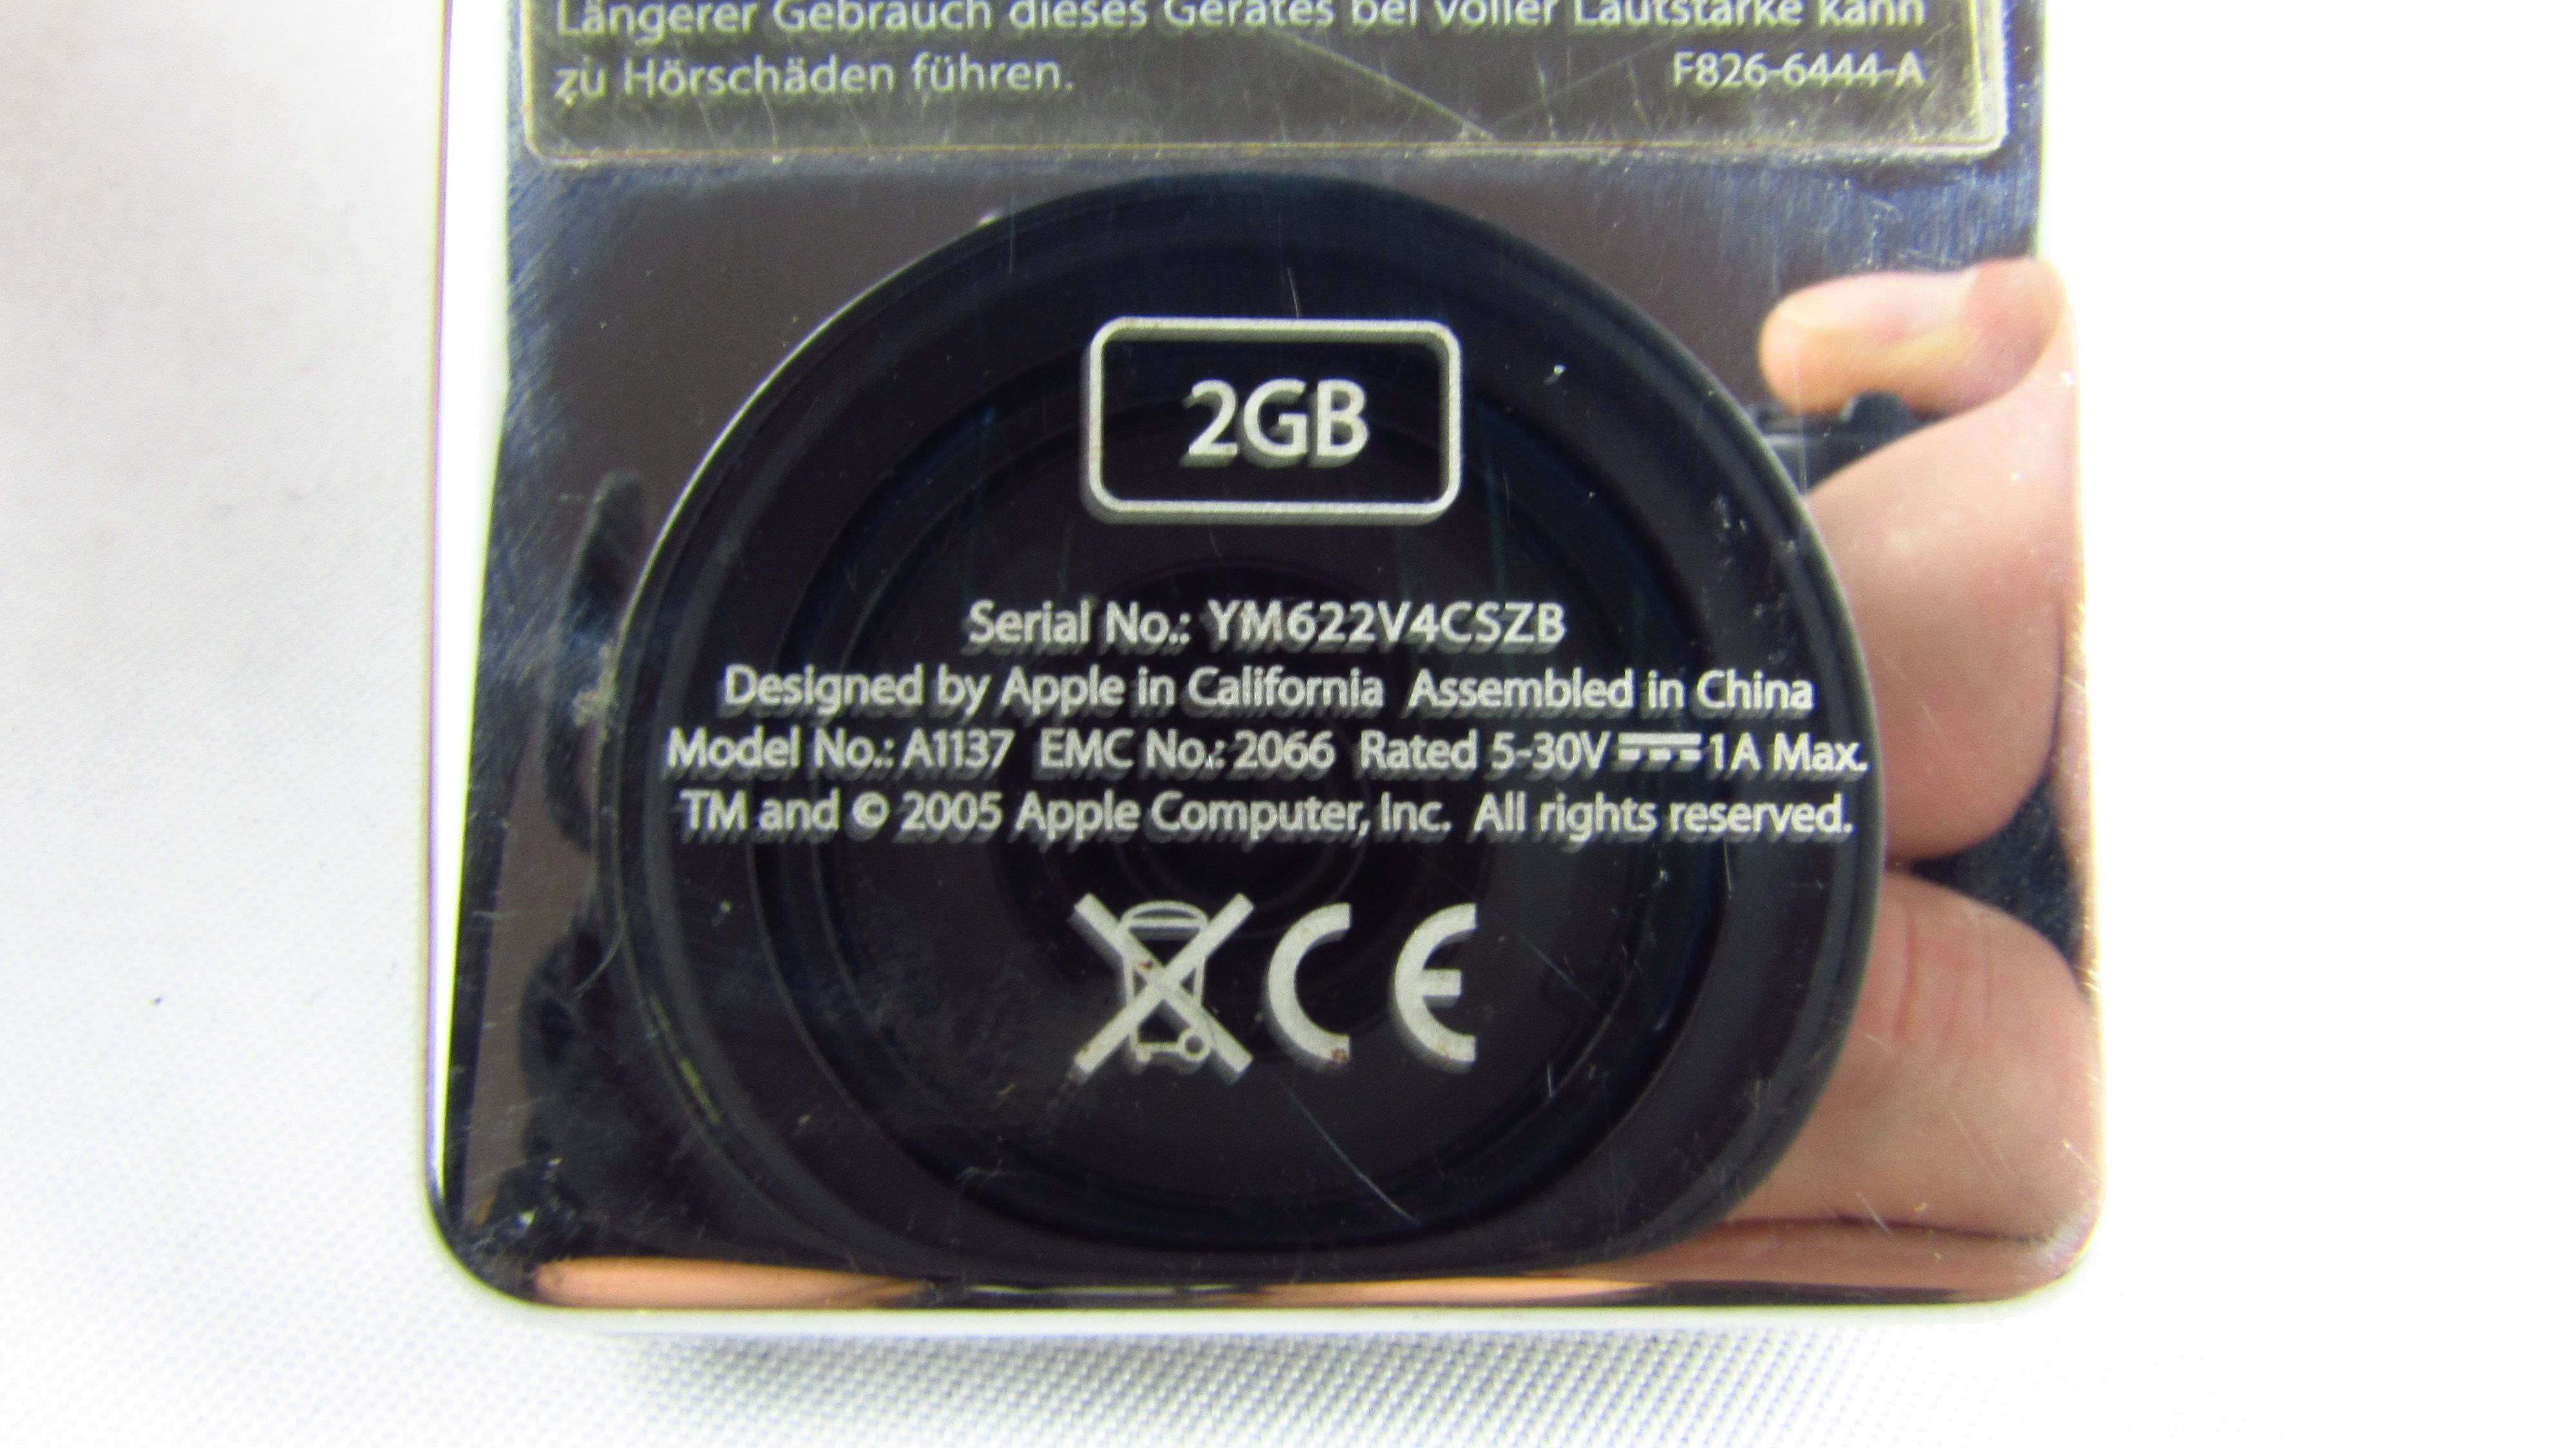 Längerer Gebrauch dieses Gerätes bei voller Lautstärke kann
zu Hörschäden führen.
F826-6444-A
2GB
Serial No.: YM622V4CSZB
Designed by Apple in California Assembled in China
Model No.: A1137 EMC No.: 2066 Rated 5-30V 1A Max.
TM and © 2005 Apple Computer, Inc. All rights reserved.
CE